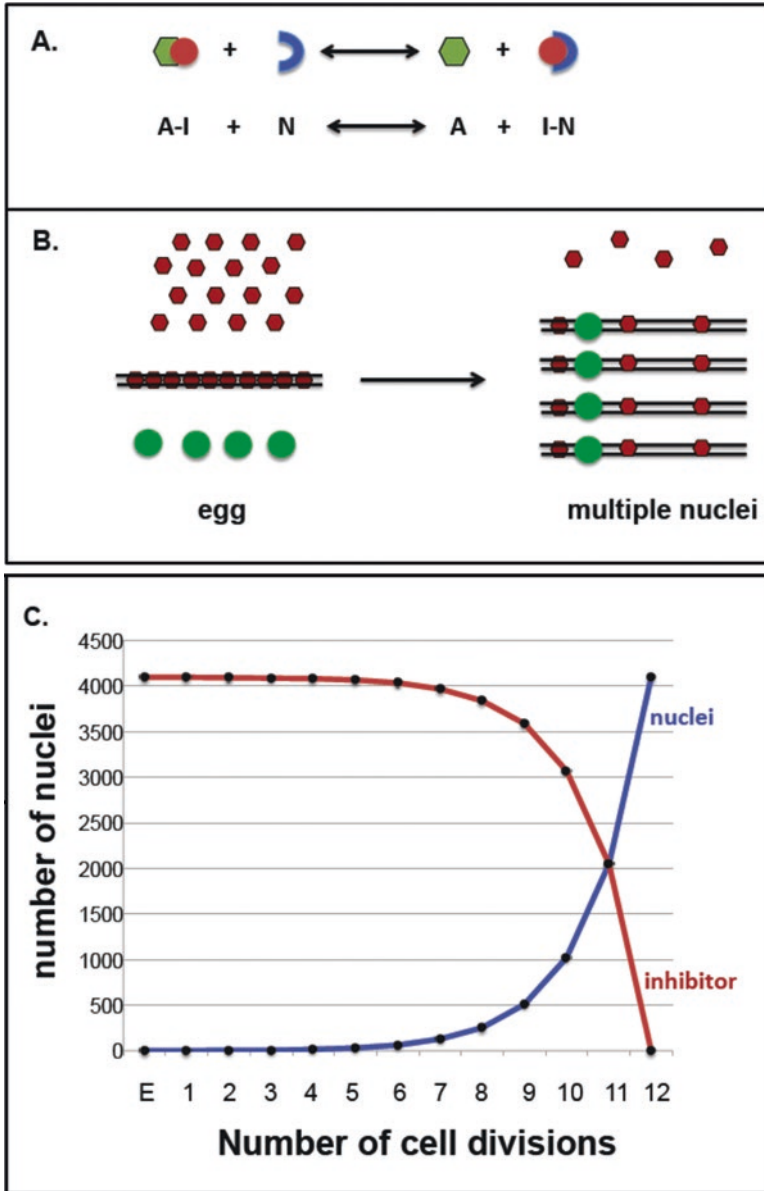 A.
+ +
A-I + N A + I-N
B.
egg multiple nuclei
C.
number of nuclei
4500
4000
3500
3000
2500
2000
1500
1000
500
0
nuclei
inhibitor
E 1 2 3 4 5 6 7 8 9 10 11 12
Number of cell divisions